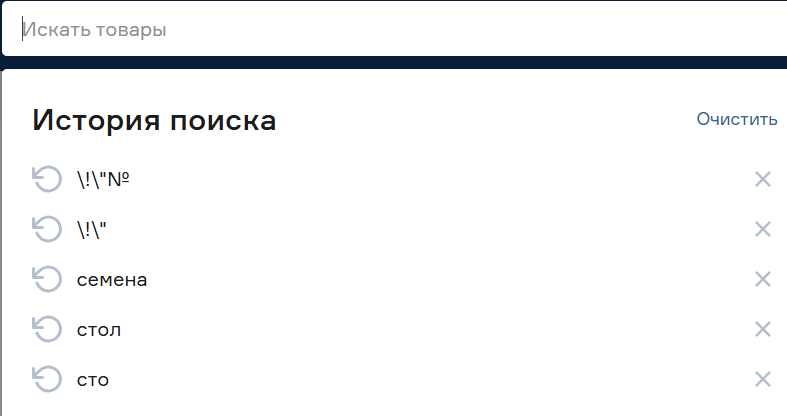 Искать товары
История поиска
Очистить
\!\"№
\!\"
семена
стол
сто